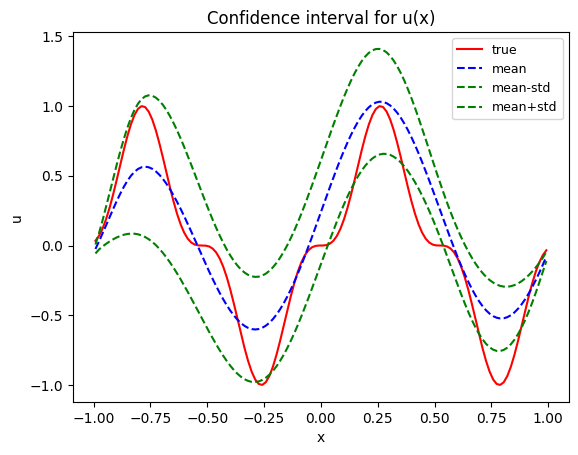 Confidence interval for u(x)
true
mean
mean-std
mean+std
1.5
1.0
0.5
0.0
−0.5
−1.0
u
−1.00 −0.75 −0.50 −0.25 0.00 0.25 0.50 0.75 1.00
x